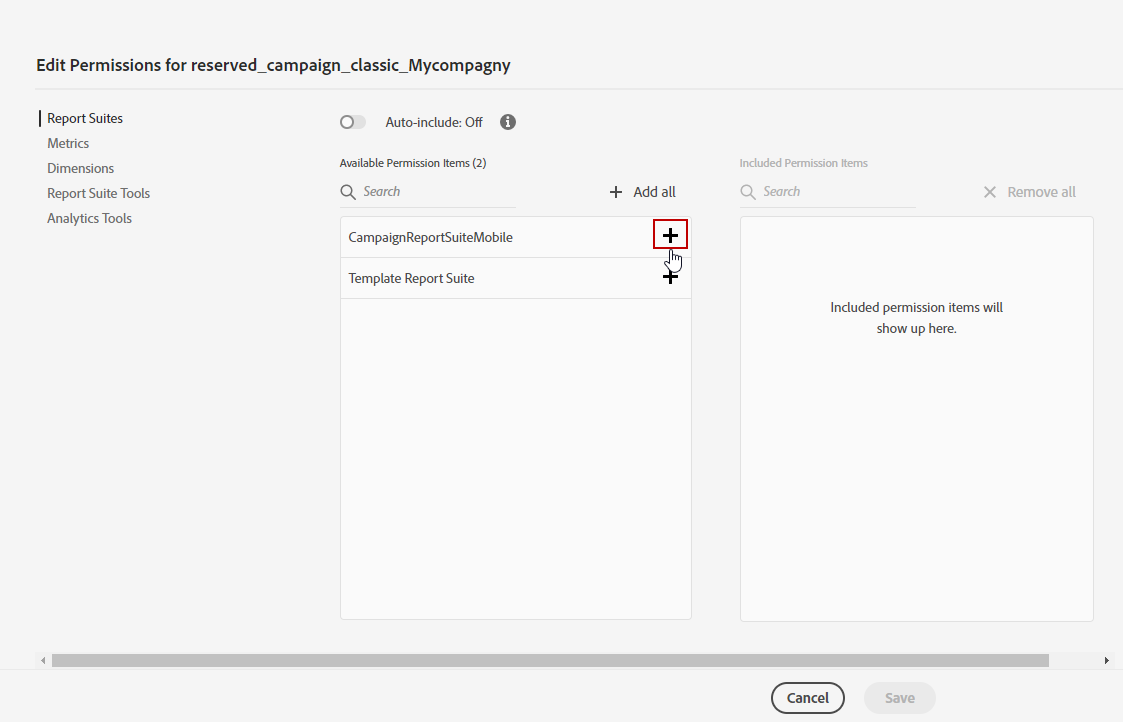 Edit Permissions for reserved_campaign_classic_Mycompagny
Report Suites
Metrics
Dimensions
Report Suite Tools
Analytics Tools
Auto-include: Off
Available Permission Items (2)
Search
Add all
CampaignReportSuiteMobile
Template Report Suite
Included Permission Items
Search
Remove all
Included permission items will
show up here.
Cancel
Save